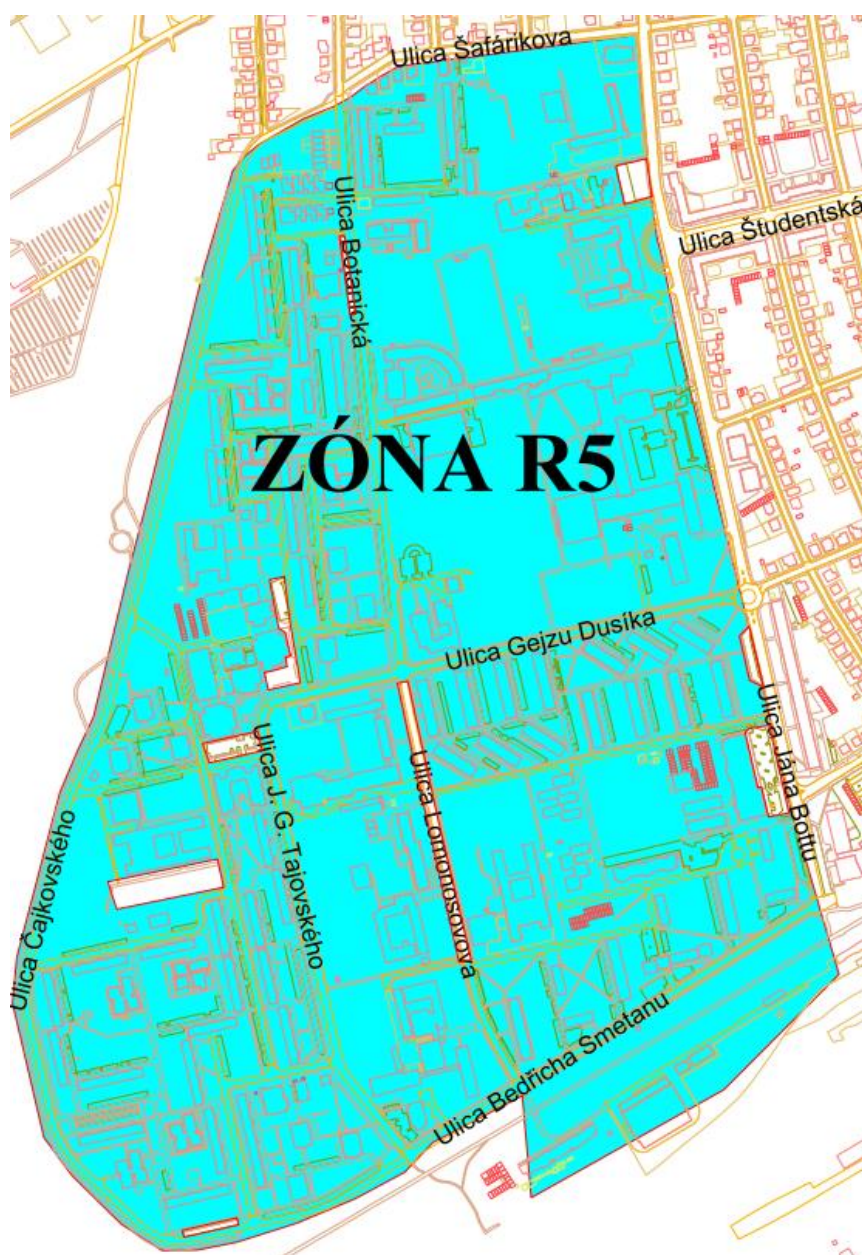 Ulica Šafárikova
Ulica Botanická
Ulica Študentská
ZÓNA R5
Ulica Gejzu Dusíka
Ulica Jána Bottu
Ulica J. G. Tajovského
Ulica Lomonosovova
Ulica Čajkovského
Ulica Bedřicha Smetanu